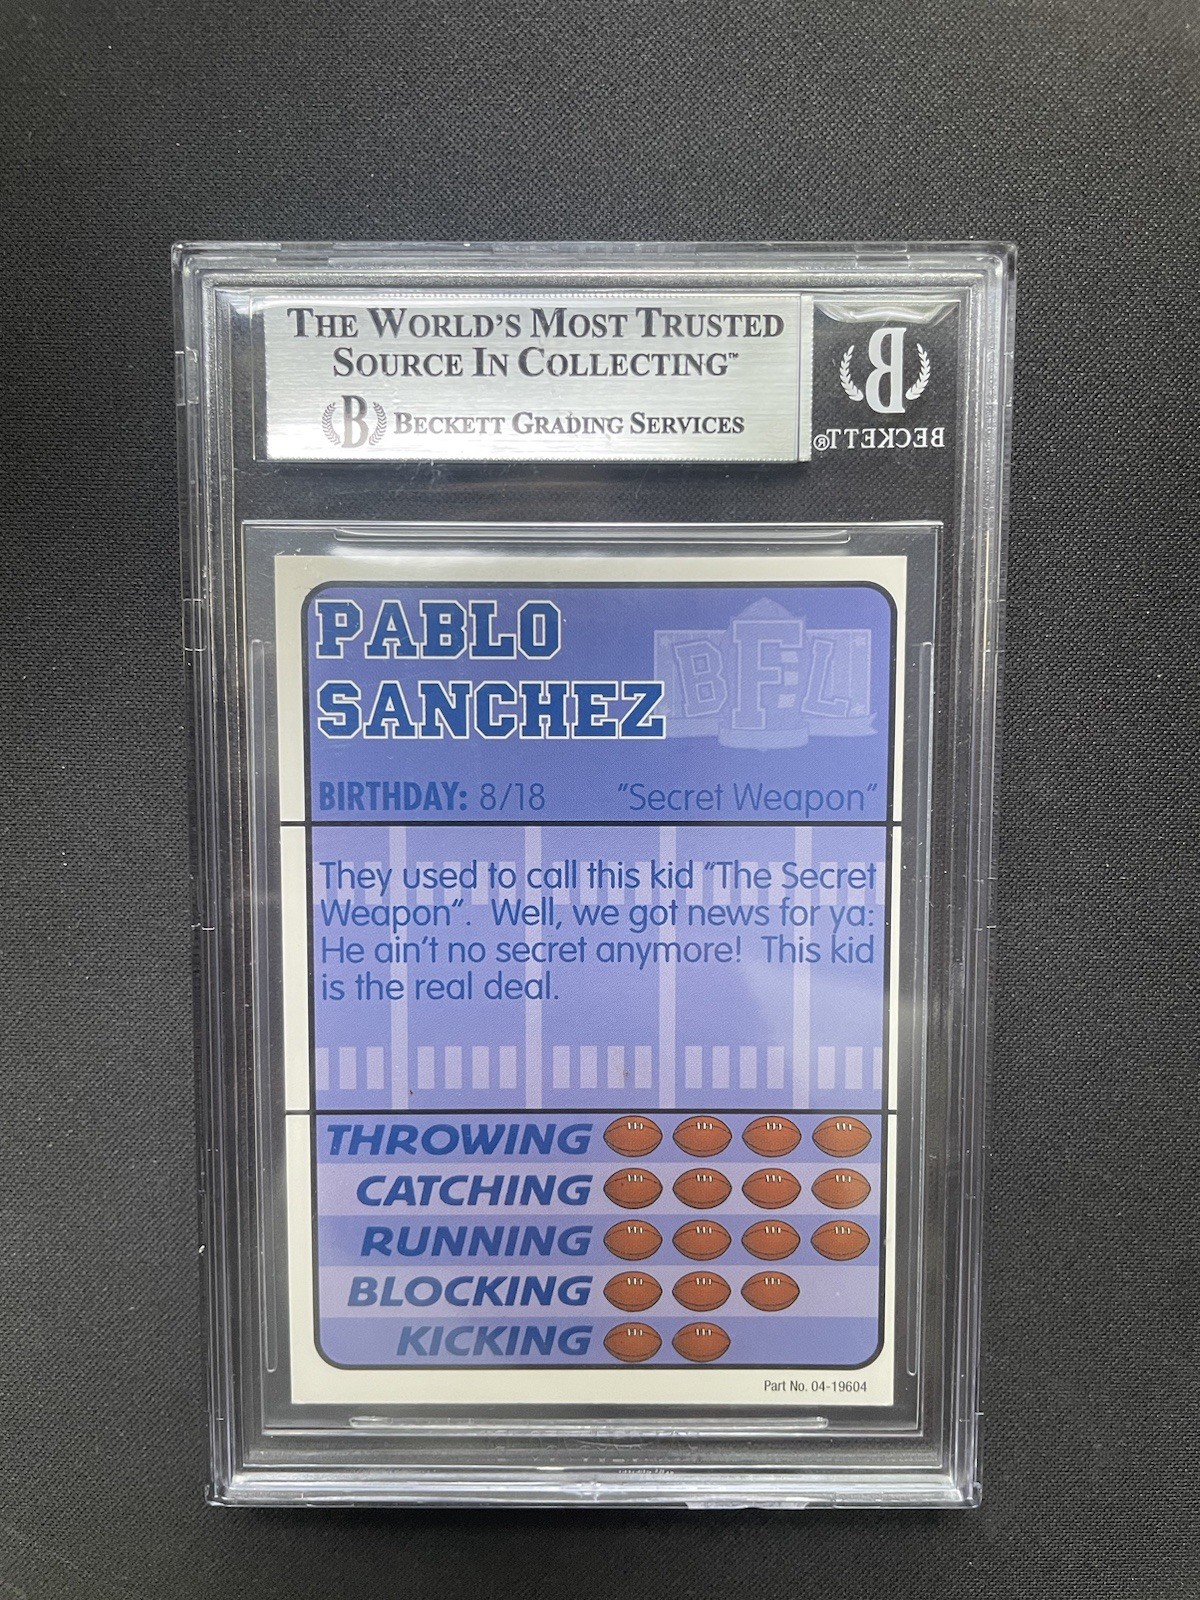 THE WORLD'S MOST TRUSTED
SOURCE IN COLLECTING™
B BECKETT GRADING SERVICES
B
BECKETT®
PABLO
SANCHEZ
BFL
BIRTHDAY: 8/18 "Secret Weapon"
They used to call this kid "The Secret
Weapon". Well, we got news for ya:
He ain't no secret anymore! This kid
is the real deal.
THROWING
CATCHING
RUNNING
BLOCKING
KICKING
Part No. 04-19604